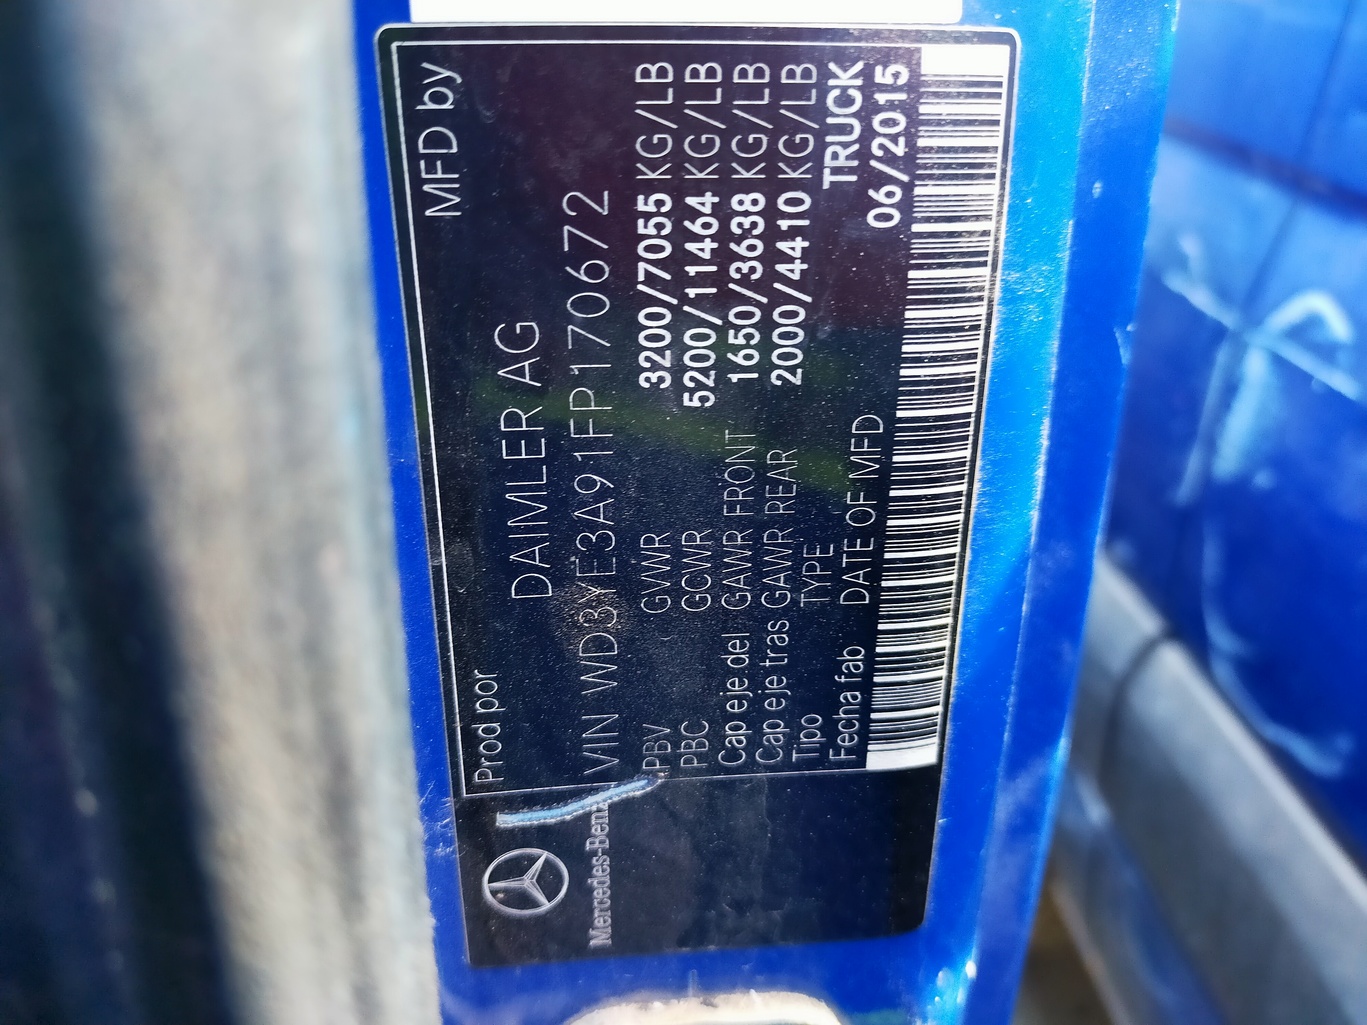 Prod por MFD by
DAIMLER AG
VIN WD3YE3A91FP170672
PBV GVWR 3200/7055 KG/LB
PBC GCWR 5200/11464 KG/LB
Cap eje del GAWR FRONT 1650/3638 KG/LB
Cap eje tras GAWR REAR 2000/4410 KG/LB
Tipo TYPE TRUCK
Fecha fab DATE OF MFD 06/2015
Mercedes-Benz